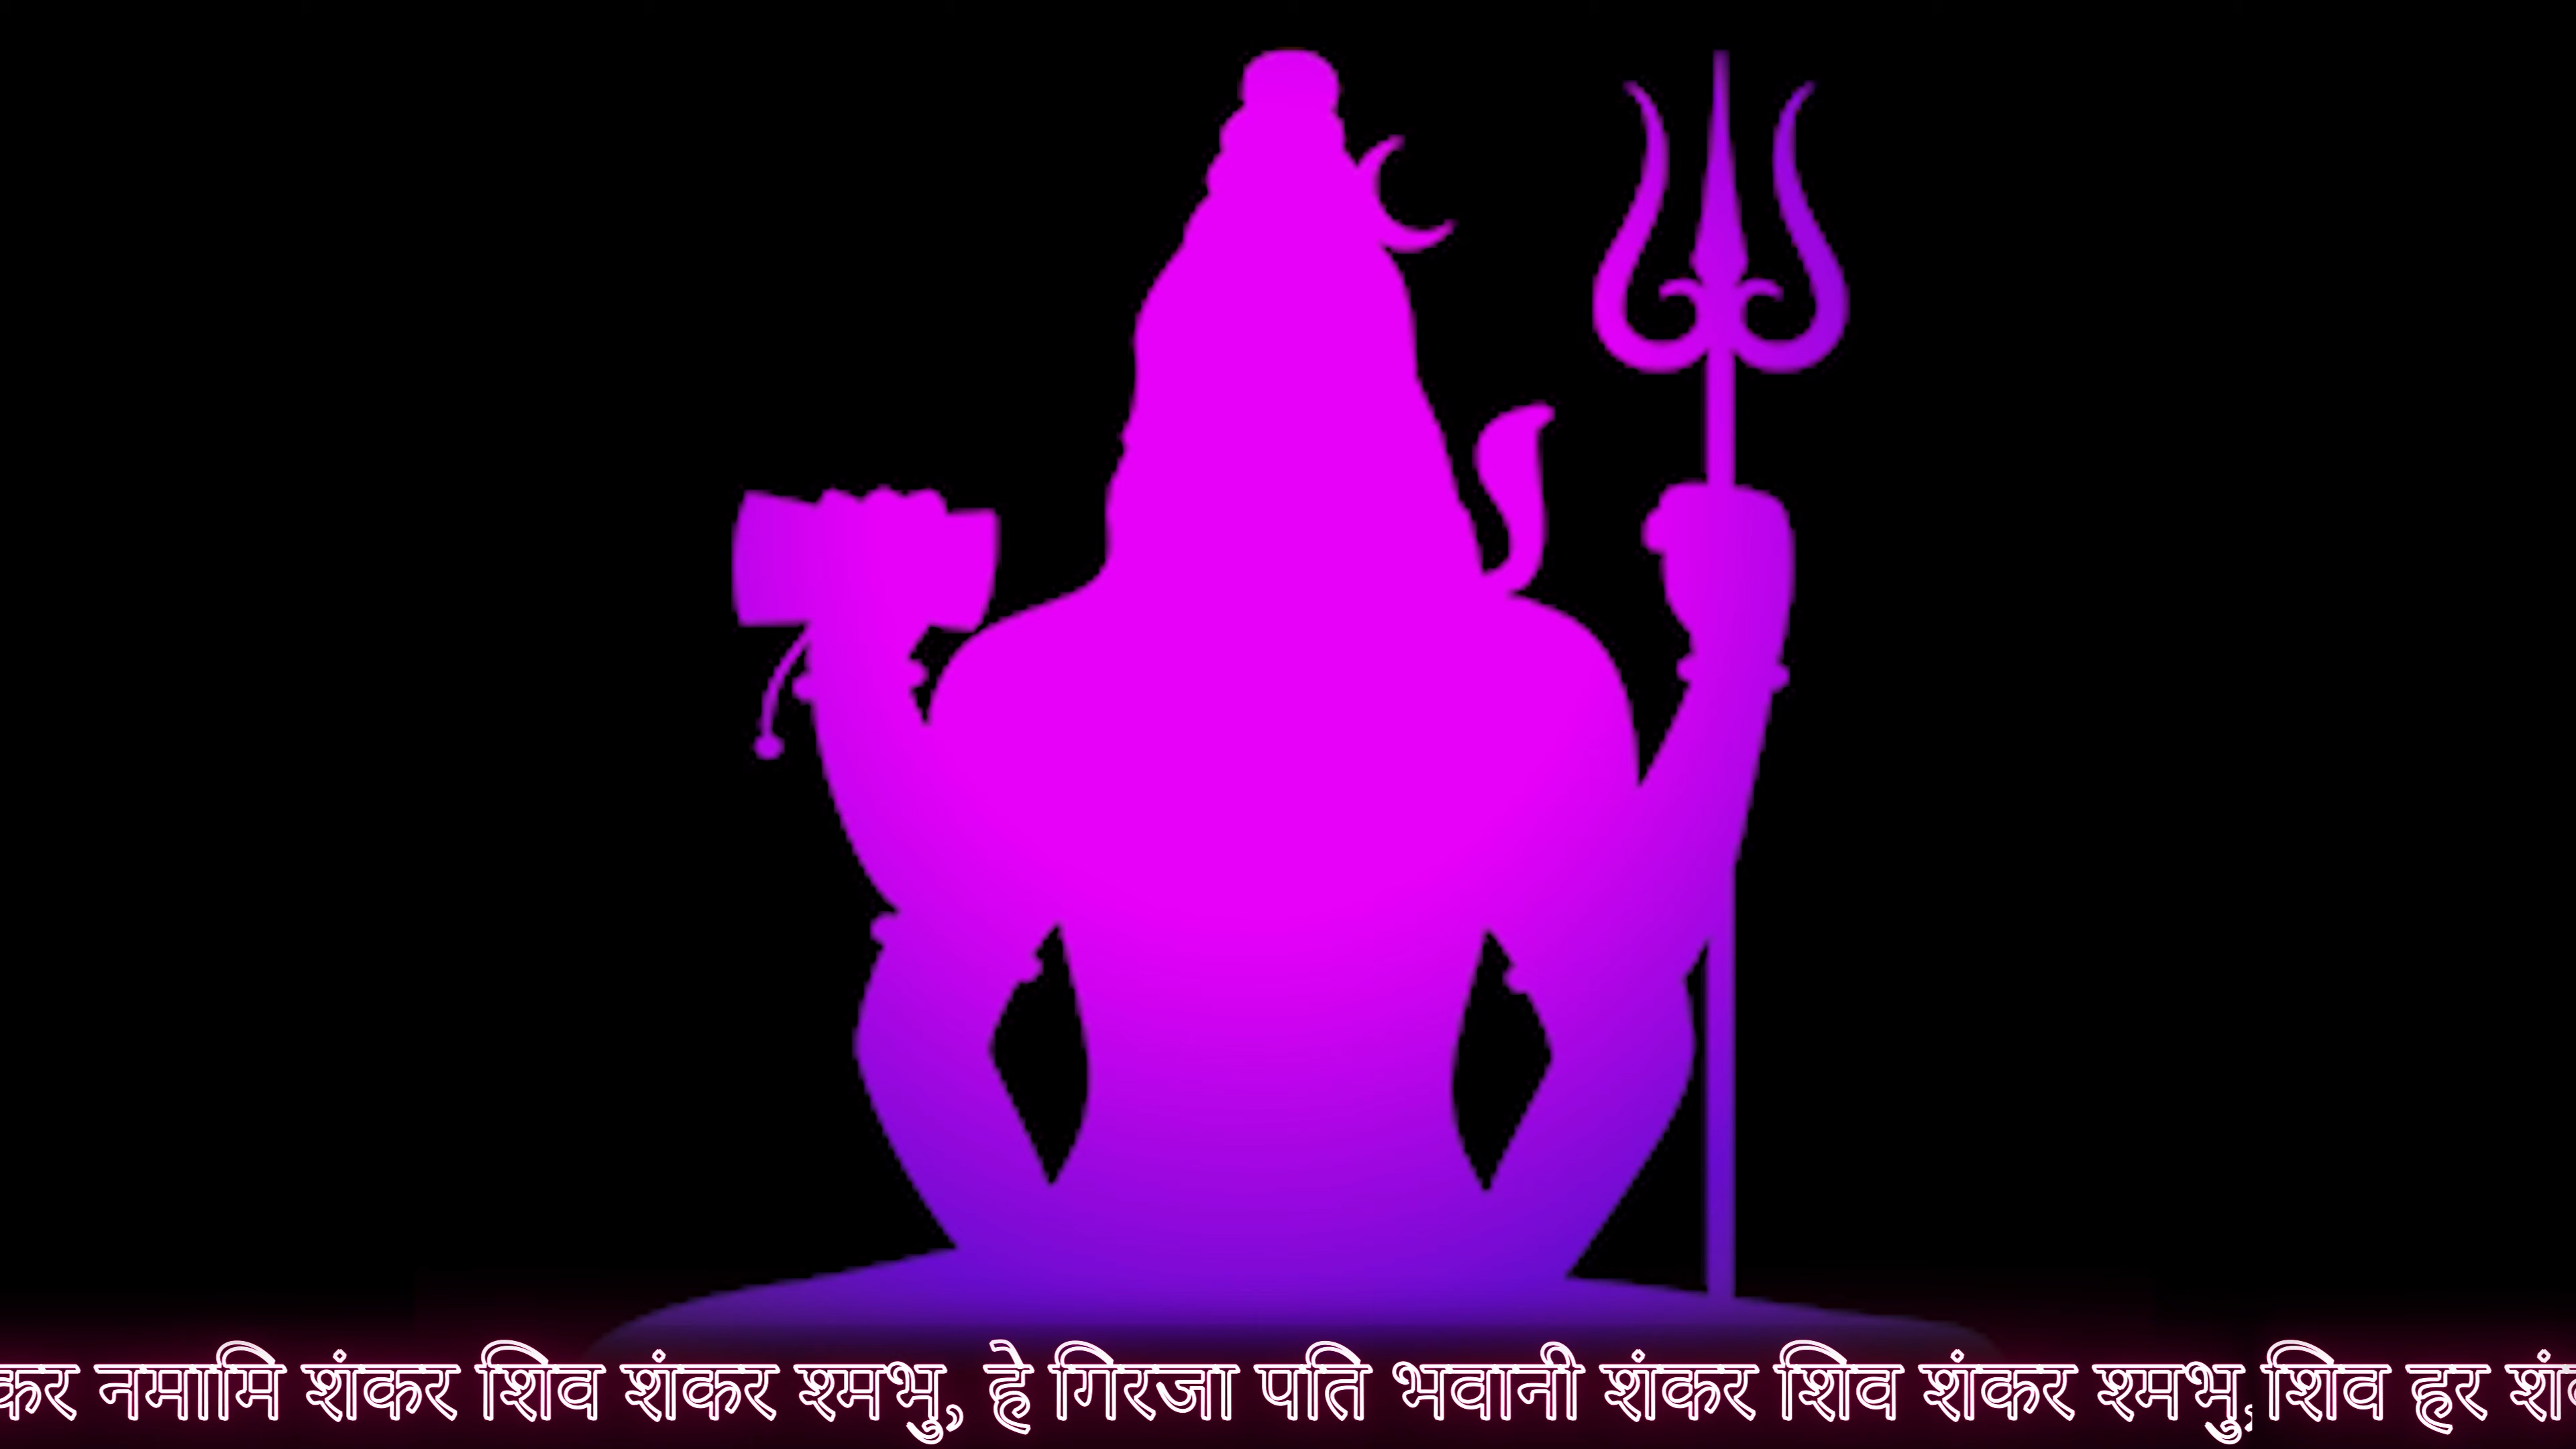 कर नमामि शंकर शिव शंकर श्मभु, हे गिरजा पति भवानी शंकर शिव शंकर श्मभु, शिव हर शं